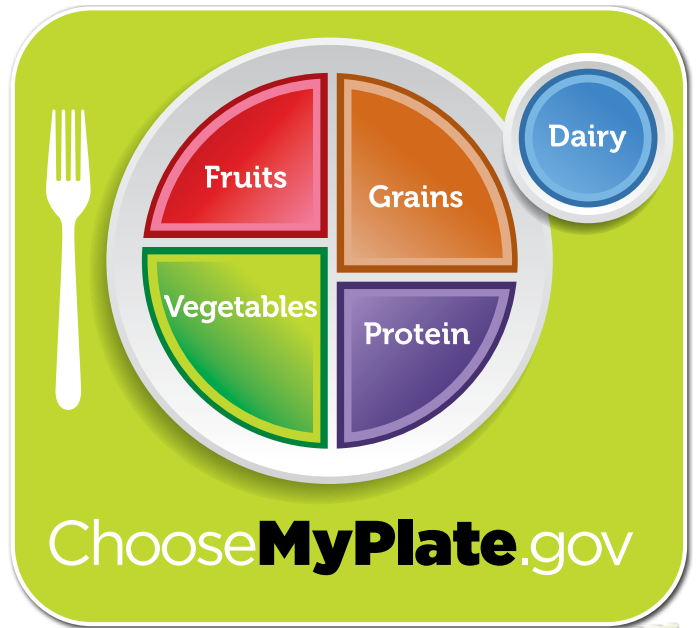 Dairy
Fruits
Grains
Vegetables
Protein
ChooseMyPlate.gov